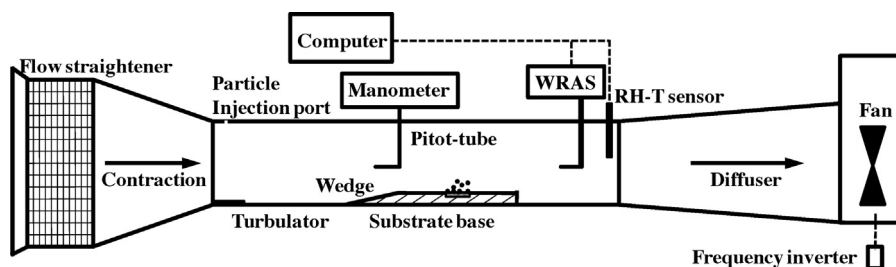 Computer
Flow straightener
Particle
Injection port
Manometer
WRAS
RH-T sensor
Pitot-tube
Fan
Contraction
Wedge
Diffuser
Turbulator
Substrate base
Frequency inverter